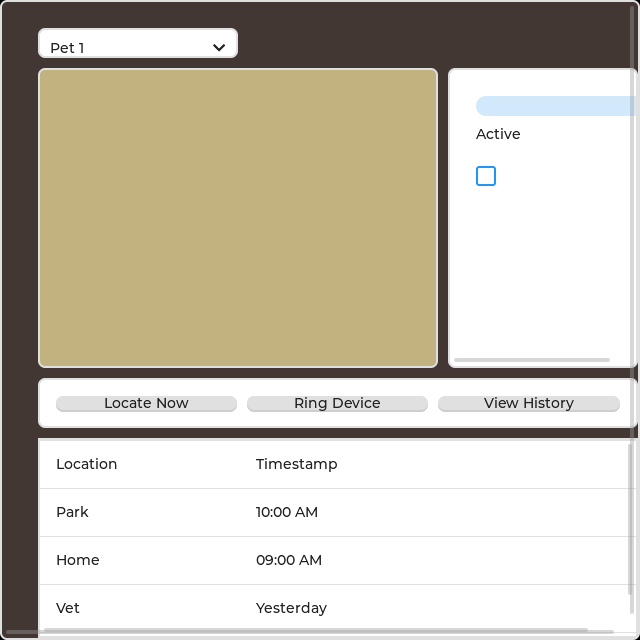 Pet 1
Active
Locate Now Ring Device View History
Location Timestamp
Park 10:00 AM
Home 09:00 AM
Vet Yesterday